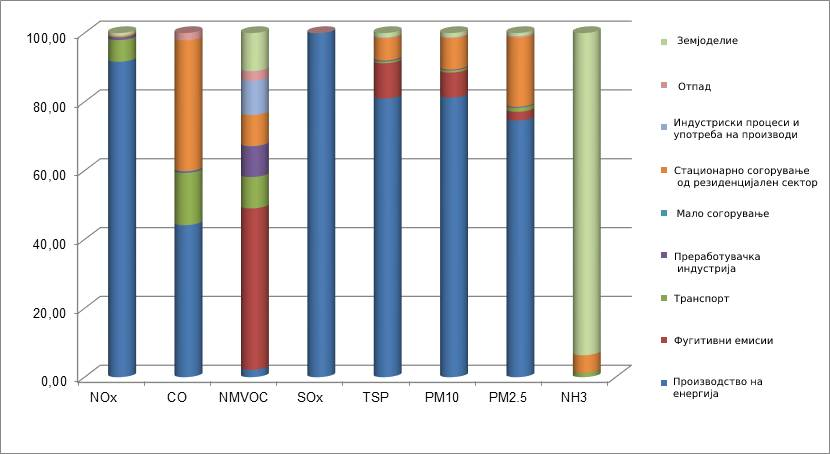 100,00
80,00
60,00
40,00
20,00
0,00
NOx
CO
NMVOC
SOx
TSP
PM10
PM2.5
NH3
Земјоделие
Отпад
Индустриски процеси и
употреба на производи
Стационарно согорување
од резиденцијален сектор
Мало согорување
Преработувачка
индустрија
Транспорт
Фугитивни емисии
Производство на
енергија